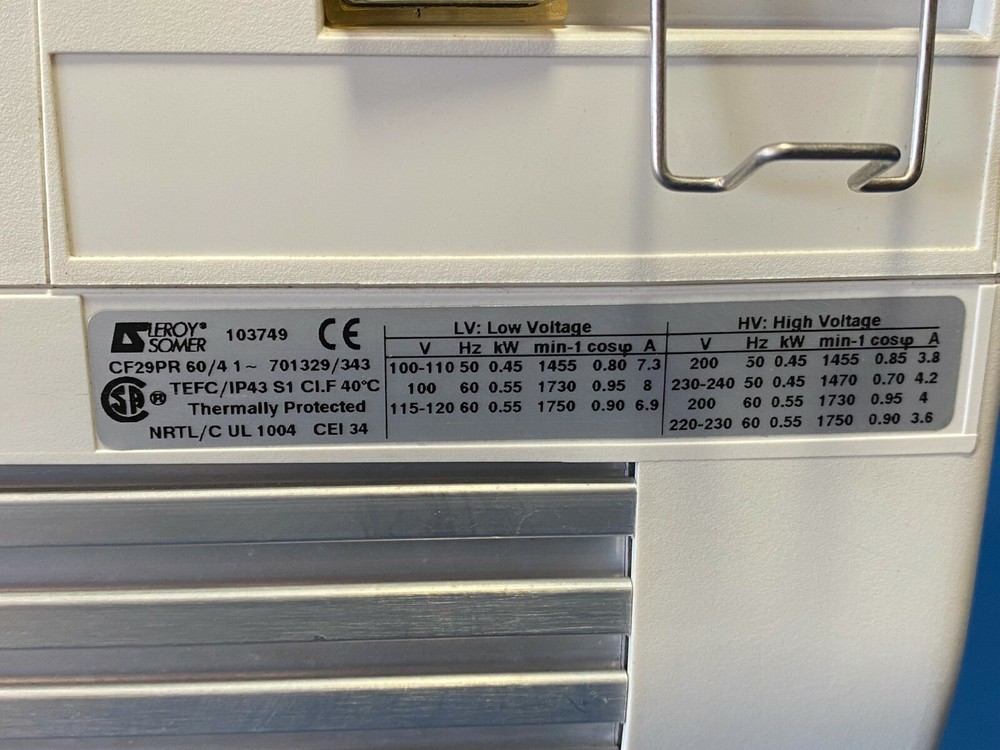 LEROY® 103749 CE
SOMER
CF29PR 60/4 1~ 701329/343
SA ® TEFC/IP43 S1 Cl.F 40°C
Thermally Protected
NRTL/C UL 1004 CEI 34
LV: Low Voltage
V Hz kW min-1 cosφ A
100-110 50 0.45 1455 0.80 7.3
100 60 0.55 1730 0.95 8
115-120 60 0.55 1750 0.90 6.9
HV: High Voltage
V Hz kW min-1 cosφ A
200 50 0.45 1455 0.85 3.8
230-240 50 0.45 1470 0.70 4.2
200 60 0.55 1730 0.95 4
220-230 60 0.55 1750 0.90 3.6